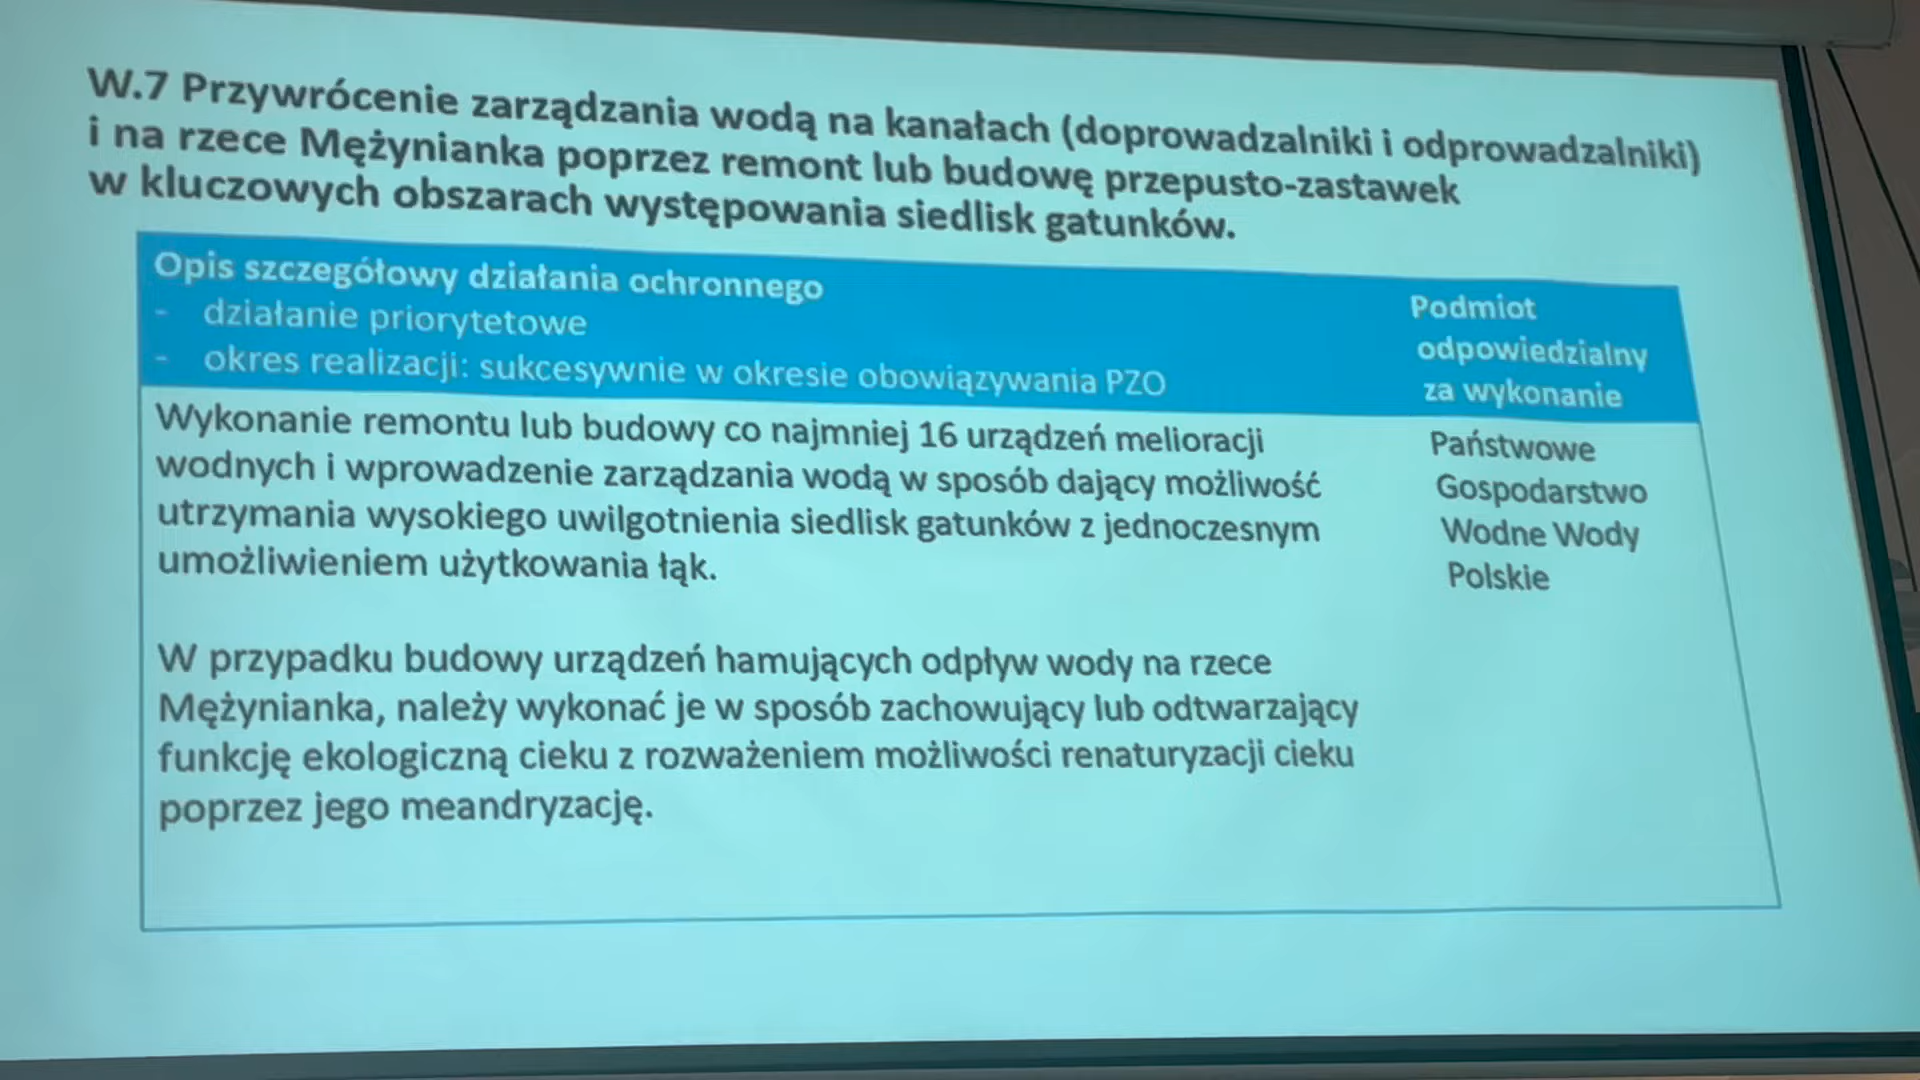 W.7 Przywrócenie zarządzania wodą na kanałach (doprowadzalniki i odprowadzalniki)
i na rzece Mężynianka poprzez remont lub budowę przepusto-zastawek
w kluczowych obszarach występowania siedlisk gatunków.
Opis szczegółowy działania ochronnego
- działanie priorytetowe
- okres realizacji: sukcesywnie w okresie obowiązywania PZO
Podmiot
odpowiedzialny
za wykonanie
Wykonanie remontu lub budowy co najmniej 16 urządzeń melioracji
wodnych i wprowadzenie zarządzania wodą w sposób dający możliwość
utrzymania wysokiego uwilgotnienia siedlisk gatunków z jednoczesnym
umożliwieniem użytkowania łąk.
W przypadku budowy urządzeń hamujących odpływ wody na rzece
Mężynianka, należy wykonać je w sposób zachowujący lub odtwarzający
funkcję ekologiczną cieku z rozważeniem możliwości renaturyzacji cieku
poprzez jego meandryzację.
Państwowe
Gospodarstwo
Wodne Wody
Polskie